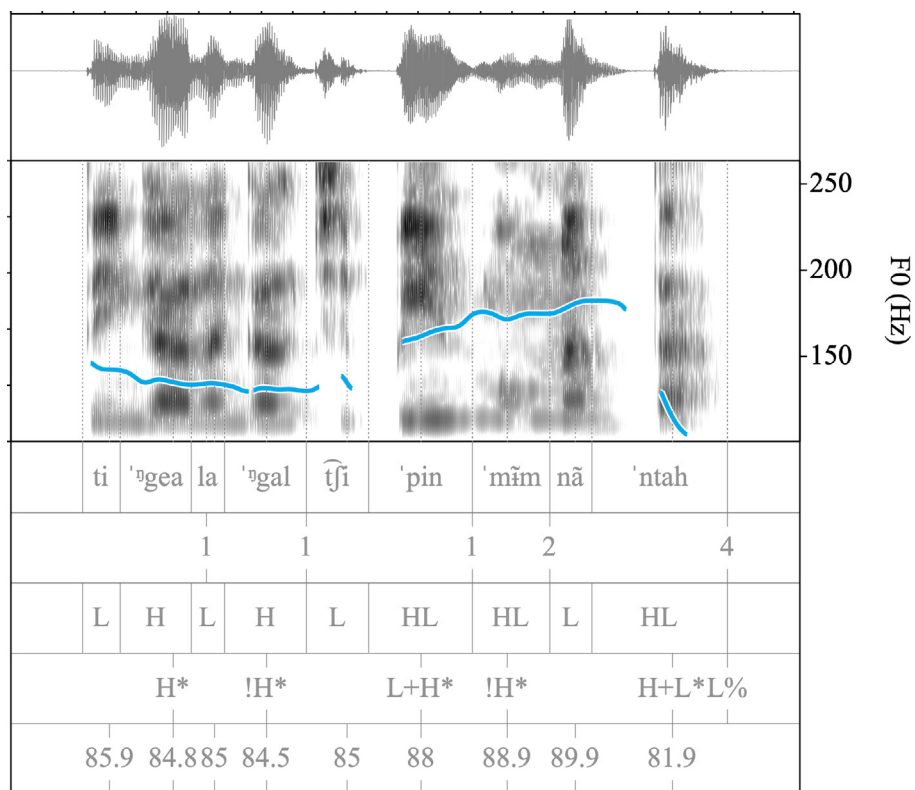 250
200
150
F0 (Hz)
ti ˈᵑgea la ˈᵑgal t͡ʃi ˈpin ˈmɨ̃m nã ˈntah
1 1 1 2 4
L H L H L HL HL L HL
H* !H* L+H* !H* H+L* L%
85.9 84.8 85 84.5 85 88 88.9 89.9 81.9